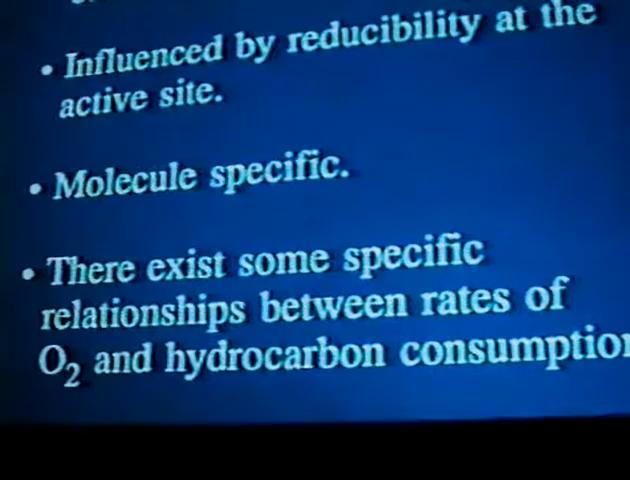 • Influenced by reducibility at the
active site.
• Molecule specific.
• There exist some specific
relationships between rates of
O₂ and hydrocarbon